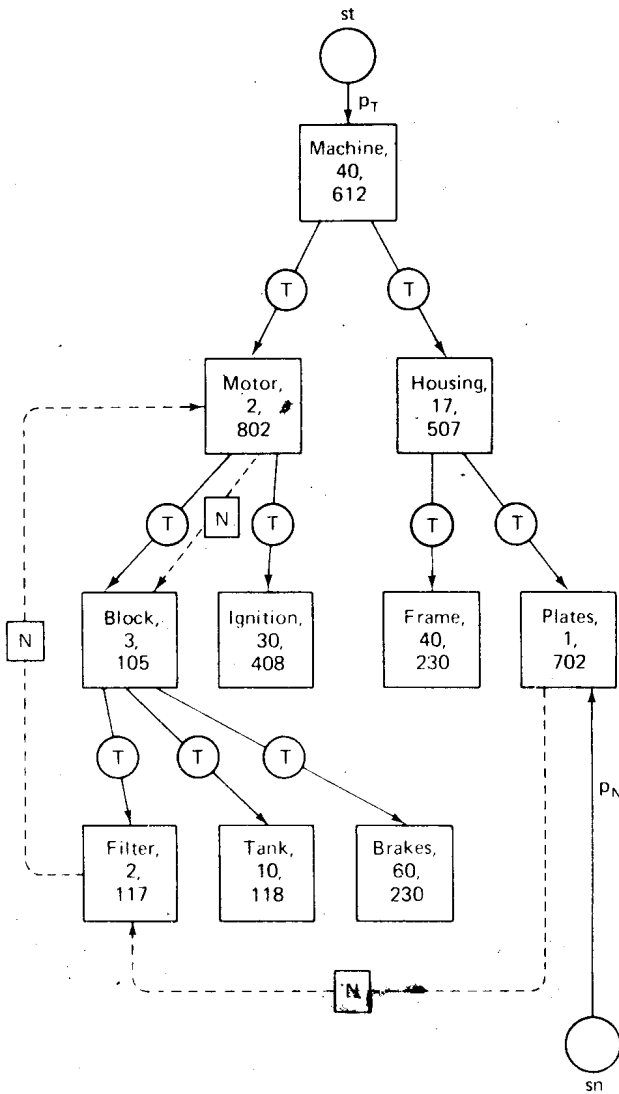 st
p_T
Machine,
40,
612
T
T
Motor,
2,
802
Housing,
17,
507
T
N
T
T
T
Block,
3,
105
Ignition,
30,
408
Frame,
40,
230
Plates,
1,
702
N
T
T
T
p_N
Filter,
2,
117
Tank,
10,
118
Brakes,
60,
230
N
sn